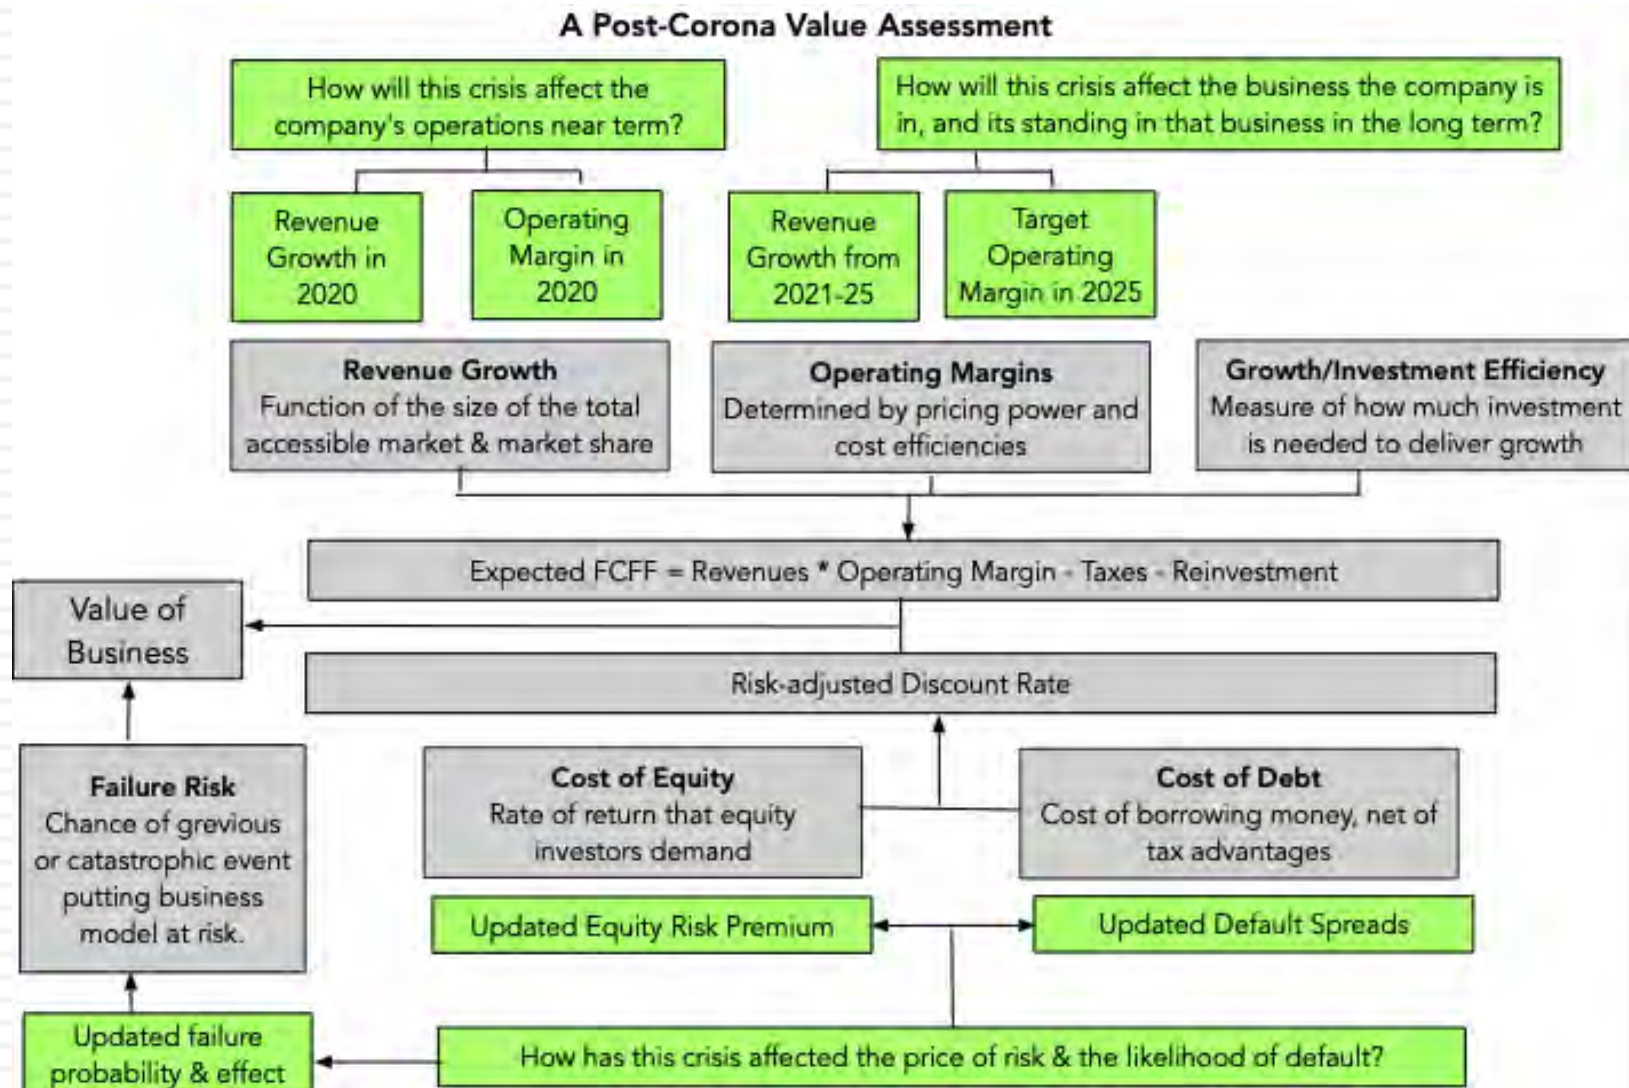 A Post-Corona Value Assessment
How will this crisis affect the
company's operations near term?
How will this crisis affect the business the company is
in, and its standing in that business in the long term?
Revenue
Growth in
2020
Operating
Margin in
2020
Revenue
Growth from
2021-25
Target
Operating
Margin in 2025
Revenue Growth
Function of the size of the total
accessible market & market share
Operating Margins
Determined by pricing power and
cost efficiencies
Growth/Investment Efficiency
Measure of how much investment
is needed to deliver growth
Expected FCFF = Revenues * Operating Margin - Taxes - Reinvestment
Value of
Business
Risk-adjusted Discount Rate
Failure Risk
Chance of grevious
or catastrophic event
putting business
model at risk.
Cost of Equity
Rate of return that equity
investors demand
Cost of Debt
Cost of borrowing money, net of
tax advantages
Updated Equity Risk Premium
Updated Default Spreads
Updated failure
probability & effect
How has this crisis affected the price of risk & the likelihood of default?